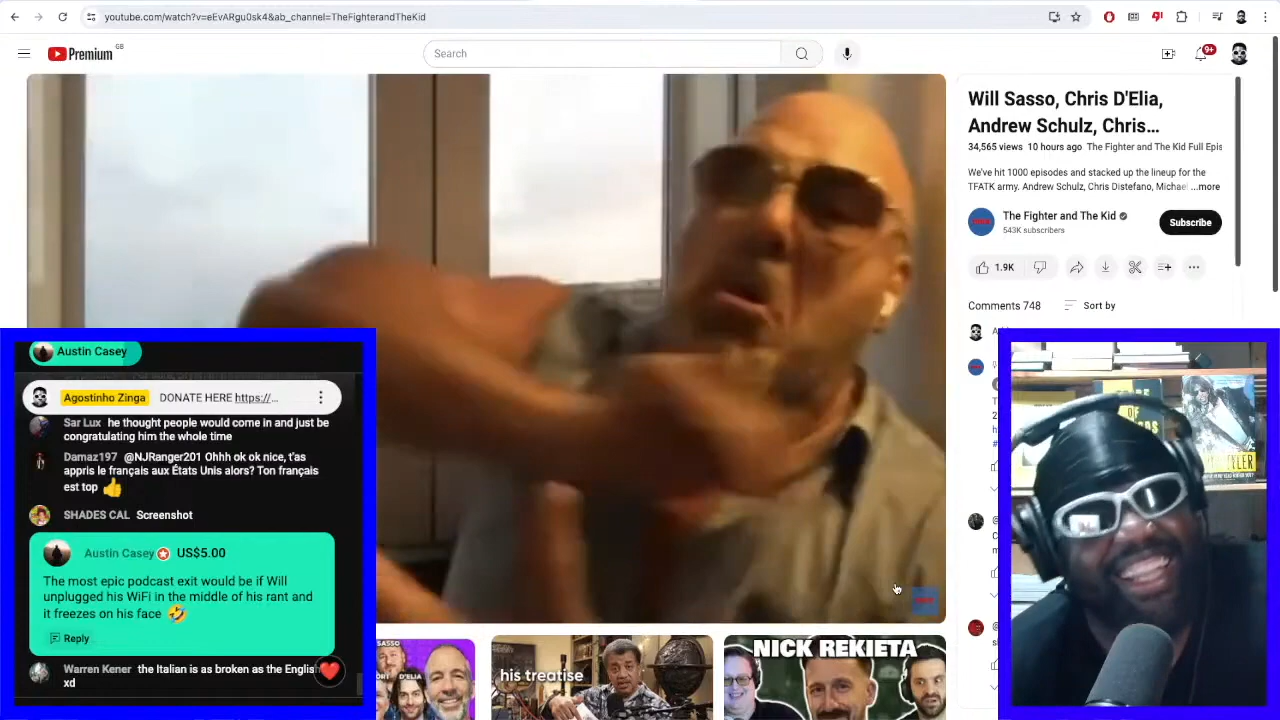 youtube.com/watch?v=eEvARgu0sk4&ab_channel=TheFighterandTheKid
Premium GB
Search
9+
Will Sasso, Chris D'Elia,
Andrew Schulz, Chris...
34,565 views 10 hours ago The Fighter and The Kid Full Epis
We've hit 1000 episodes and stacked up the lineup for the
TFATK army. Andrew Schulz, Chris Distefano, Michae ...more
The Fighter and The Kid
543K subscribers
Subscribe
1.9K
Comments 748
Sort by
Austin Casey
Agostinho Zinga DONATE HERE https://...
Sar Lux he thought people would come in and just be
congratulating him the whole time
Damaz197 @NJRanger201 Ohhh ok ok nice, t'as
appris le français aux États Unis alors? Ton français
est top 👍
SHADES CAL Screenshot
Austin Casey US$5.00
The most epic podcast exit would be if Will
unplugged his WiFi in the middle of his rant and
it freezes on his face 🤣
Reply
Warren Kener the Italian is as broken as the English
xd
his treatise
NICK REKIETA